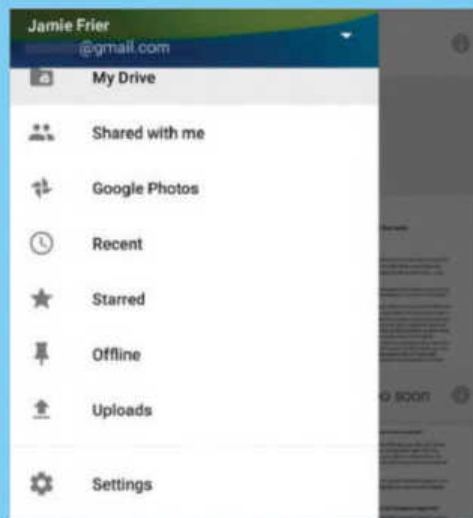 Jamie Frier
@gmail.com
My Drive
Shared with me
Google Photos
Recent
Starred
Offline
Uploads
soon
Settings